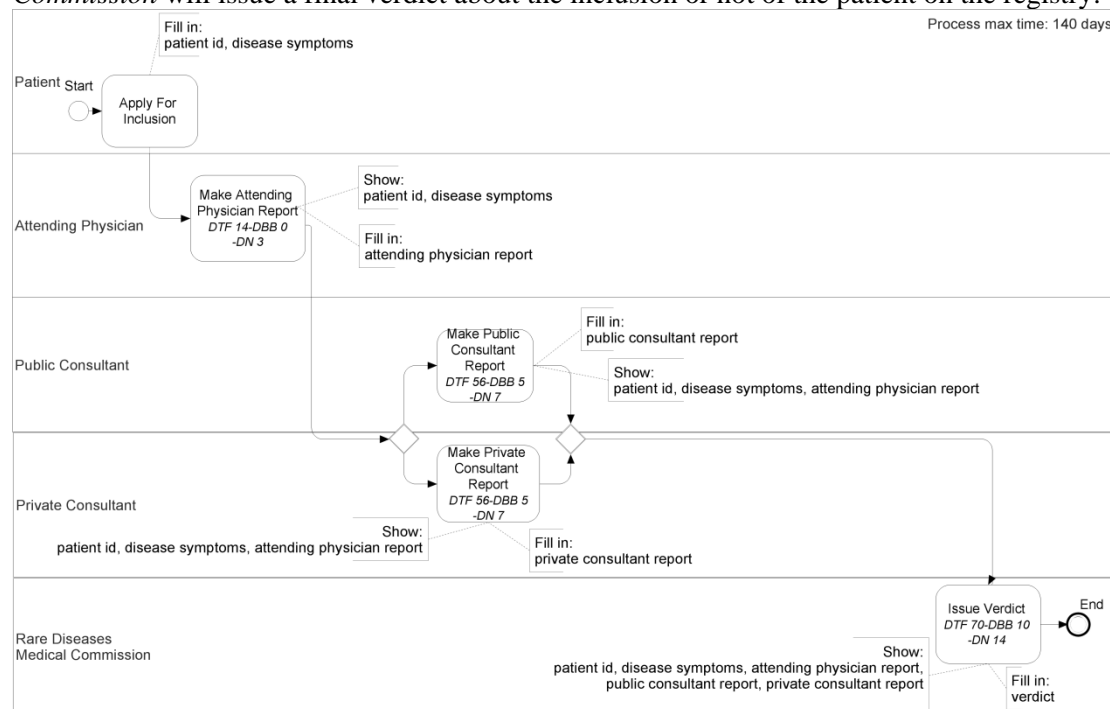 Commission will issue a final verdict about the inclusion or not of the patient on the registry.
Fill in:
patient id, disease symptoms
Process max time: 140 days
Patient
Start
Apply For
Inclusion
Attending Physician
Make Attending
Physician Report
DTF 14-DBB 0
-DN 3
Show:
patient id, disease symptoms
Fill in:
attending physician report
Public Consultant
Make Public
Consultant
Report
DTF 56-DBB 5
-DN 7
Fill in:
public consultant report
Show:
patient id, disease symptoms, attending physician report
Private Consultant
Make Private
Consultant
Report
DTF 56-DBB 5
-DN 7
Show:
patient id, disease symptoms, attending physician report
Fill in:
private consultant report
Rare Diseases
Medical Commission
Issue Verdict
DTF 70-DBB 10
-DN 14
End
Show:
patient id, disease symptoms, attending physician report,
public consultant report, private consultant report
Fill in:
verdict